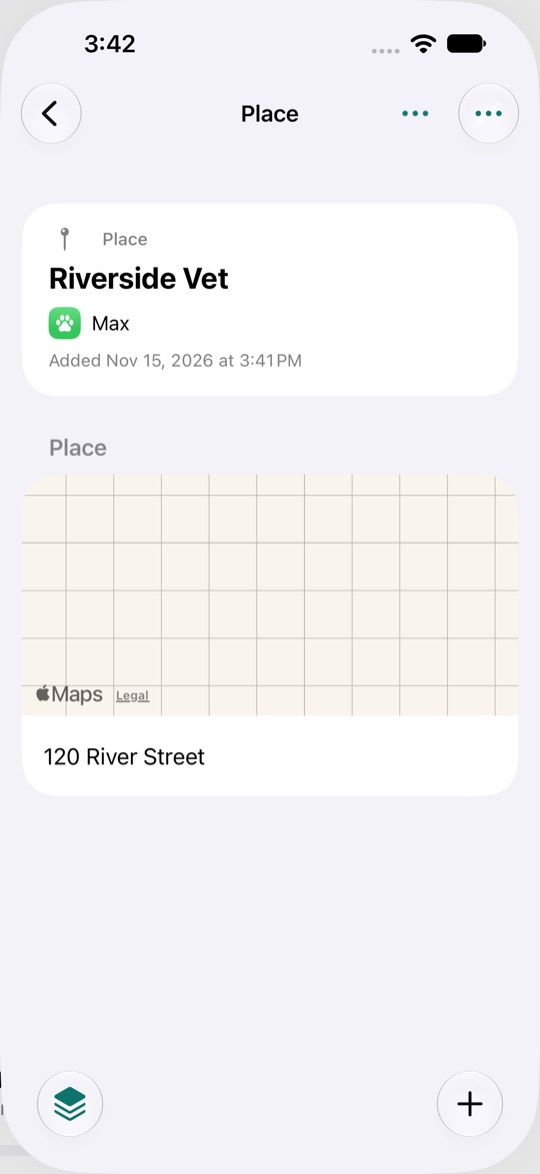 3:42
Place
Place
Riverside Vet
Max
Added Nov 15, 2026 at 3:41 PM
Place
Maps Legal
120 River Street